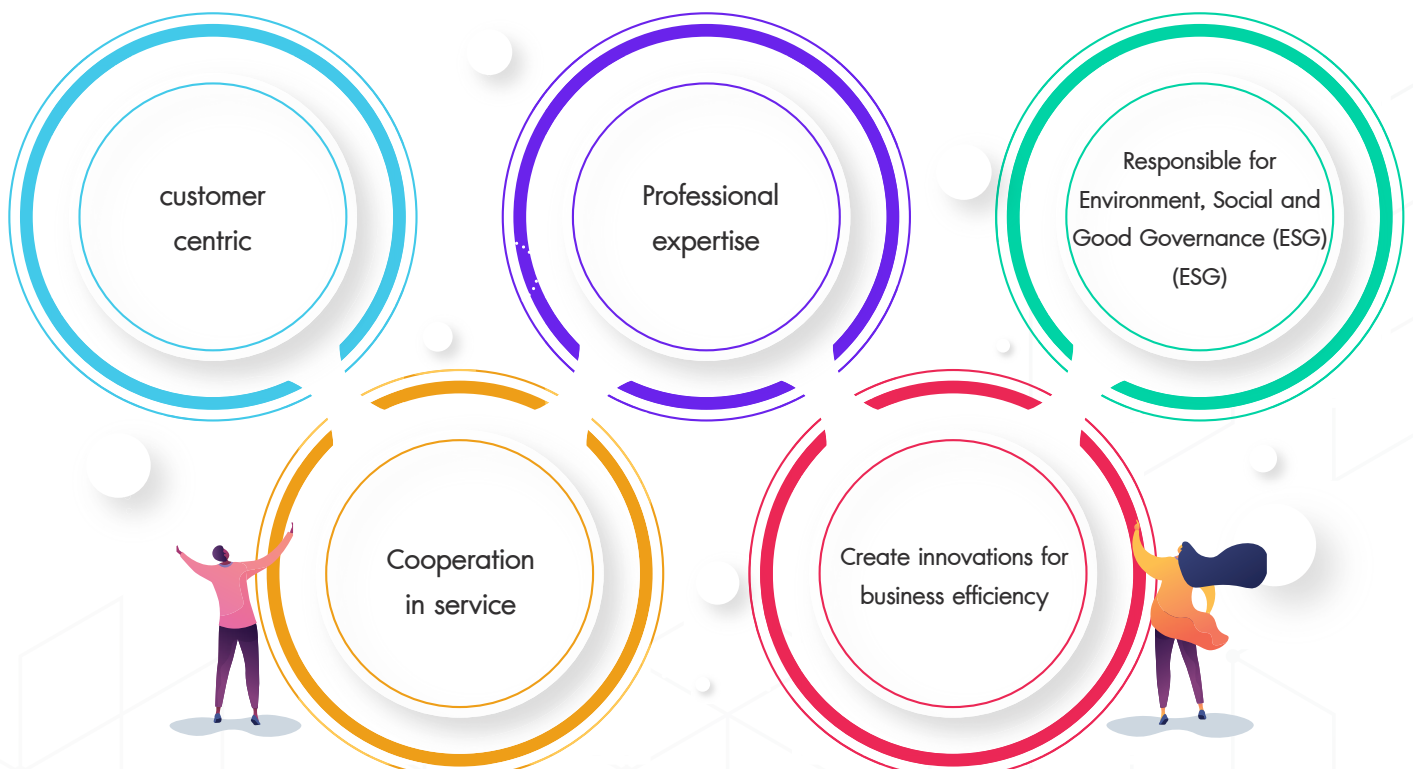 customer
centric
Professional
expertise
Responsible for
Environment, Social and
Good Governance (ESG)
(ESG)
Cooperation
in service
Create innovations for
business efficiency